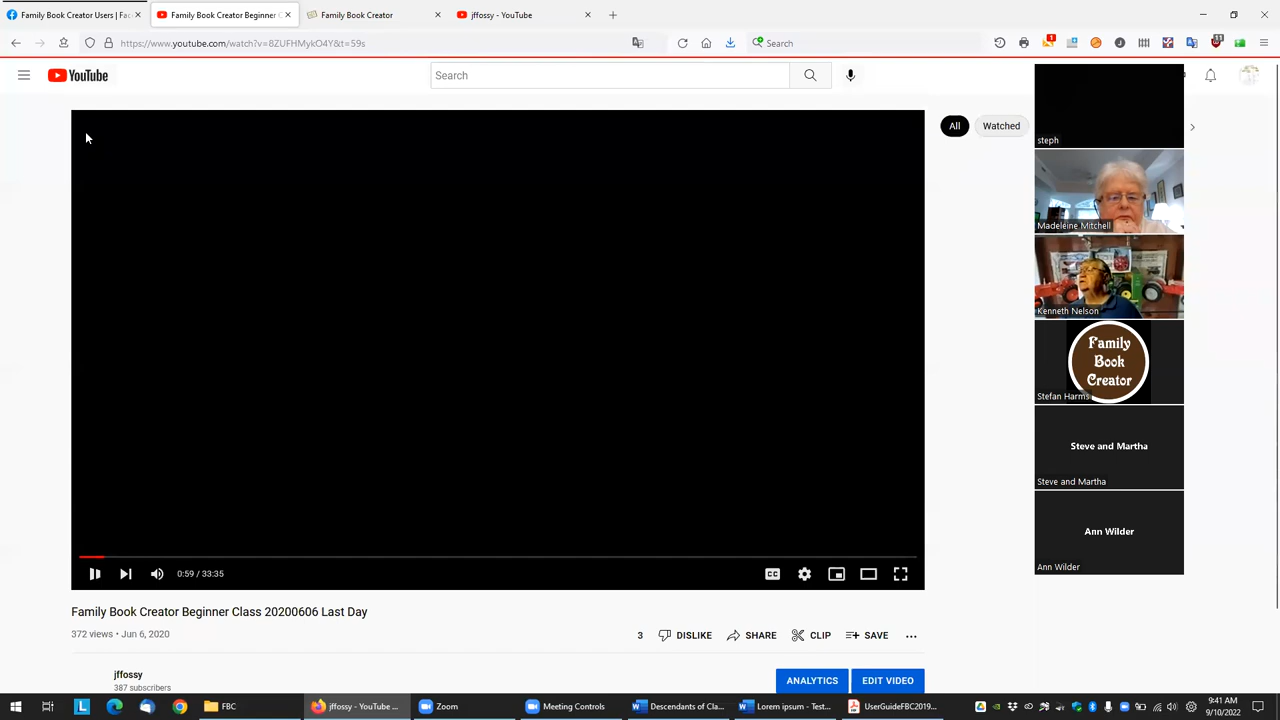 Family Book Creator Users | Fac
Family Book Creator Beginner C
Family Book Creator
jffossy - YouTube
https://www.youtube.com/watch?v=8ZUFHMykO4Y&t=59s
Search
1
11
YouTube
Search
All
Watched
steph
Madeleine Mitchell
Kenneth Nelson
Family
Book
Creator
Stefan Harms
Steve and Martha
Steve and Martha
Ann Wilder
Ann Wilder
0:59 / 33:35
CC
Family Book Creator Beginner Class 20200606 Last Day
372 views • Jun 6, 2020
3
DISLIKE
SHARE
CLIP
SAVE
jffossy
387 subscribers
ANALYTICS
EDIT VIDEO
L
FBC
jffossy - YouTube ...
Zoom
Meeting Controls
Descendants of Cla...
Lorem ipsum - Test...
UserGuideFBC2019...
9:41 AM
9/10/2022